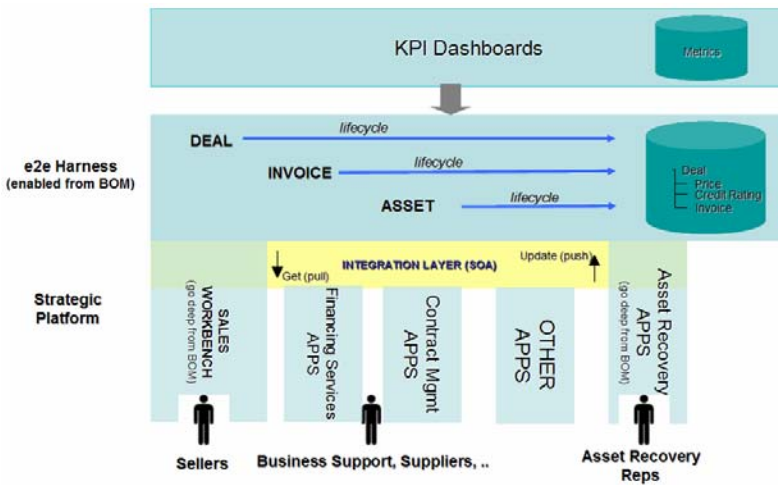 KPI Dashboards
Metrics
e2e Harness
(enabled from BOM)
DEAL
lifecycle
INVOICE
lifecycle
ASSET
lifecycle
Deal
Price
Credit Rating
Invoice
Strategic
Platform
INTEGRATION LAYER (SOA)
Get (pull)
Update (push)
SALES
WORKBENCH
(go deep from BOM)
Financing Services
APPS
Contract Mgmt
APPS
OTHER
APPS
Asset Recovery
APPS
(go deep from BOM)
Sellers
Business Support, Suppliers, ..
Asset Recovery
Reps